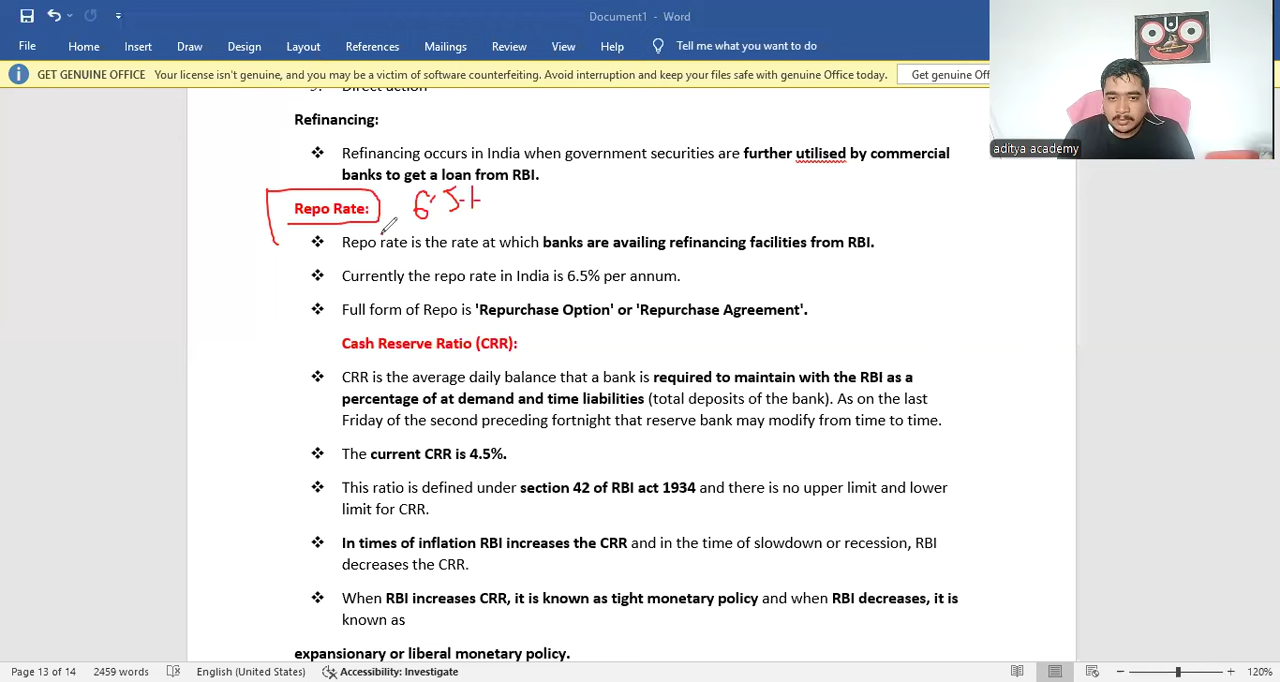 Document1 - Word
File Home Insert Draw Design Layout References Mailings Review View Help Tell me what you want to do
GET GENUINE OFFICE Your license isn't genuine, and you may be a victim of software counterfeiting. Avoid interruption and keep your files safe with genuine Office today. Get genuine Off
Direct action
aditya academy
Refinancing:
❖ Refinancing occurs in India when government securities are further utilised by commercial
banks to get a loan from RBI.
Repo Rate:
❖ Repo rate is the rate at which banks are availing refinancing facilities from RBI.
❖ Currently the repo rate in India is 6.5% per annum.
❖ Full form of Repo is 'Repurchase Option' or 'Repurchase Agreement'.
Cash Reserve Ratio (CRR):
❖ CRR is the average daily balance that a bank is required to maintain with the RBI as a
percentage of at demand and time liabilities (total deposits of the bank). As on the last
Friday of the second preceding fortnight that reserve bank may modify from time to time.
❖ The current CRR is 4.5%.
❖ This ratio is defined under section 42 of RBI act 1934 and there is no upper limit and lower
limit for CRR.
❖ In times of inflation RBI increases the CRR and in the time of slowdown or recession, RBI
decreases the CRR.
❖ When RBI increases CRR, it is known as tight monetary policy and when RBI decreases, it is
known as
expansionary or liberal monetary policy.
Page 13 of 14 2459 words English (United States) Accessibility: Investigate 120%